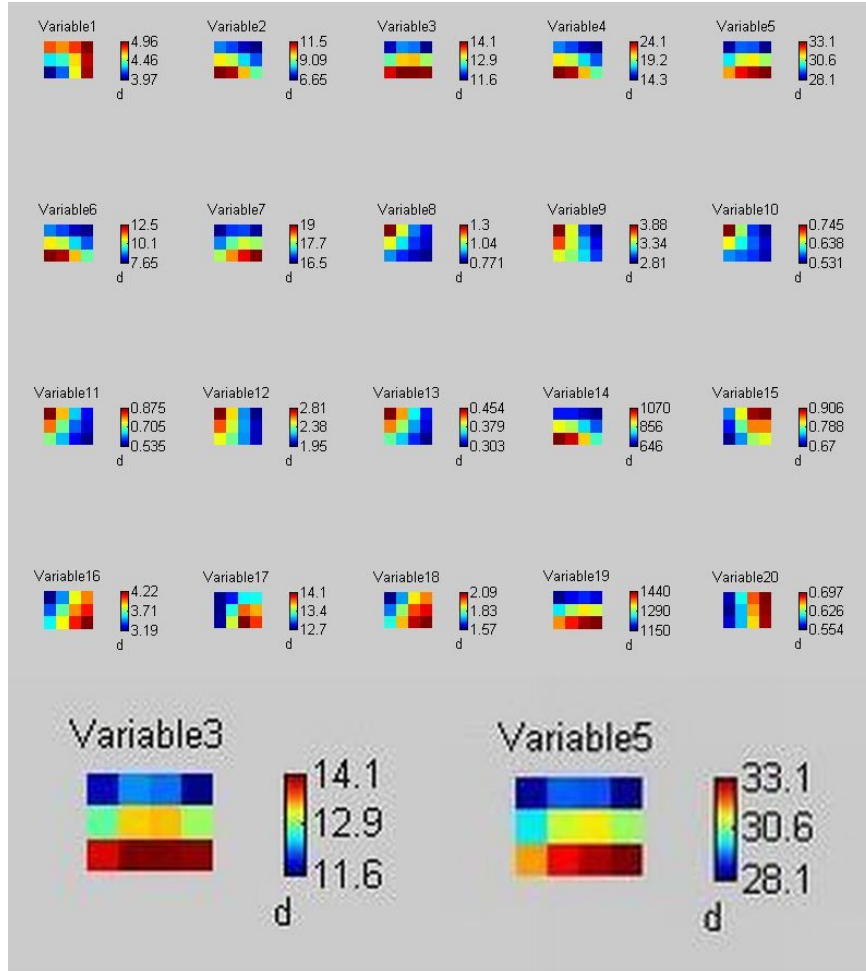 Variable1 4.96 4.46 3.97 d
Variable2 11.5 9.09 6.65 d
Variable3 14.1 12.9 11.6 d
Variable4 24.1 19.2 14.3 d
Variable5 33.1 30.6 28.1 d
Variable6 12.5 10.1 7.65 d
Variable7 19 17.7 16.5 d
Variable8 1.3 1.04 0.771 d
Variable9 3.88 3.34 2.81 d
Variable10 0.745 0.638 0.531 d
Variable11 0.875 0.705 0.535 d
Variable12 2.81 2.38 1.95 d
Variable13 0.454 0.379 0.303 d
Variable14 1070 856 646 d
Variable15 0.906 0.788 0.67 d
Variable16 4.22 3.71 3.19 d
Variable17 14.1 13.4 12.7 d
Variable18 2.09 1.83 1.57 d
Variable19 1440 1290 1150 d
Variable20 0.697 0.626 0.554 d
Variable3 14.1 12.9 11.6 d
Variable5 33.1 30.6 28.1 d